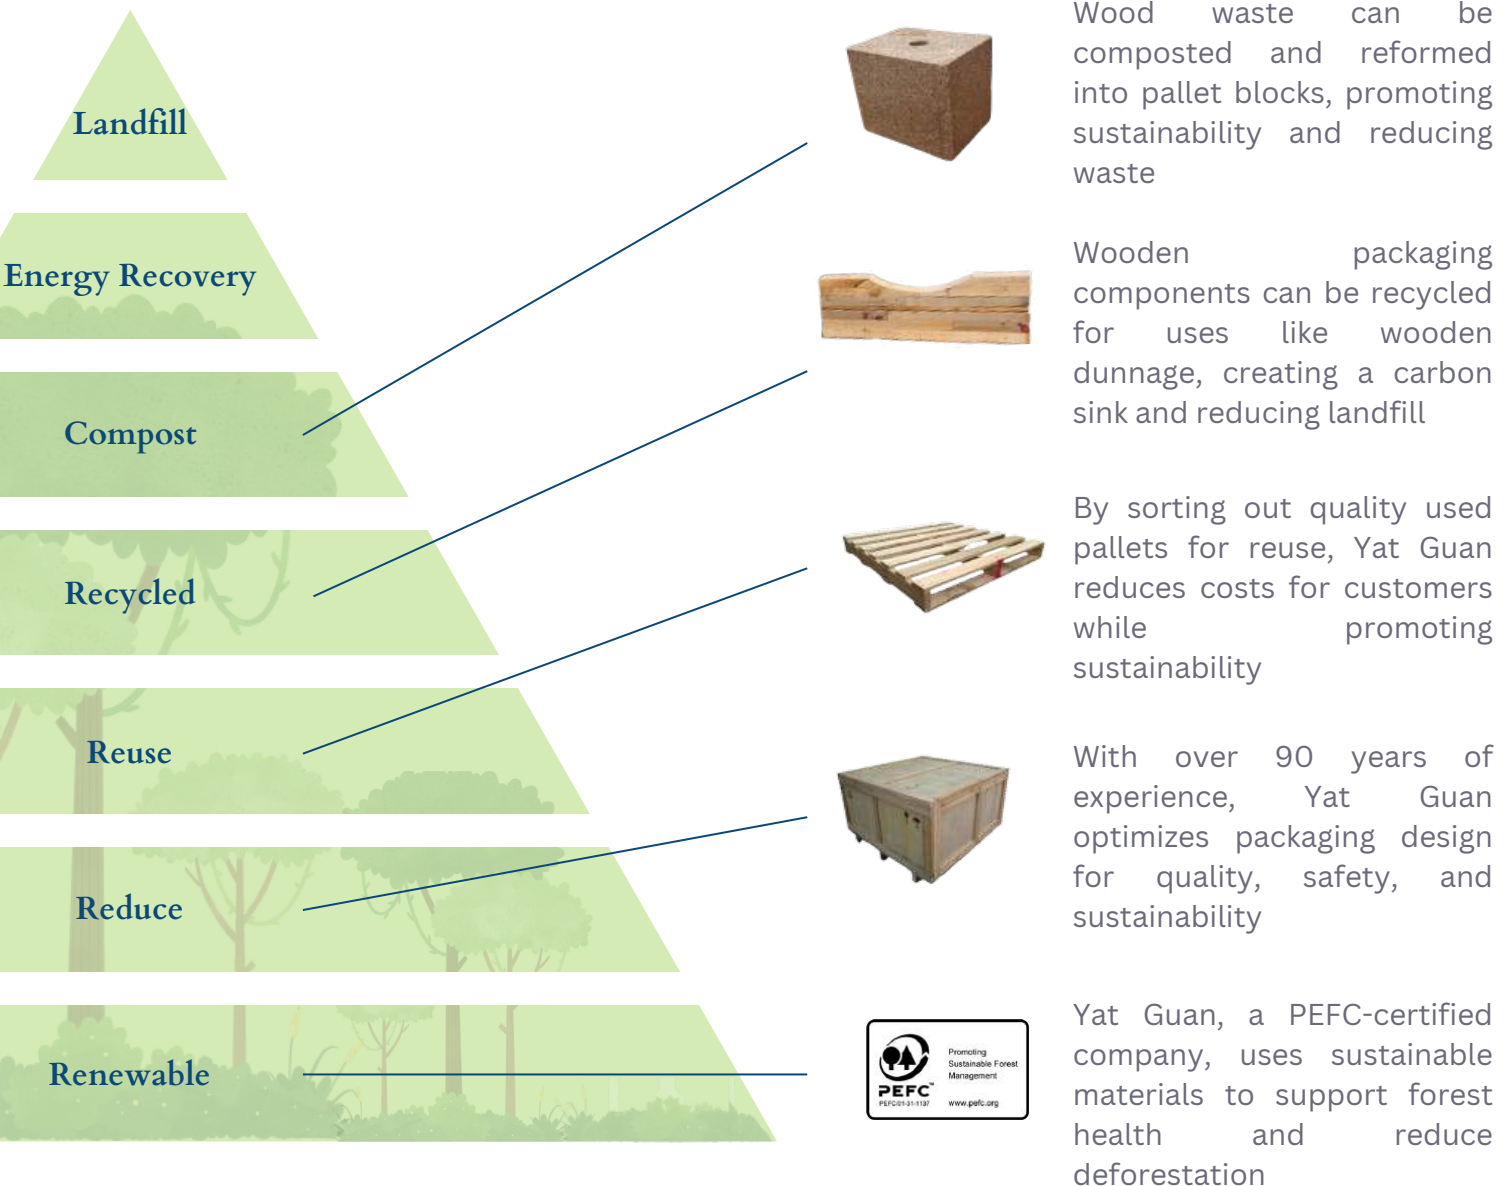 Landfill
Energy Recovery
Compost
Recycled
Reuse
Reduce
Renewable
Wood waste can be
composted and reformed
into pallet blocks, promoting
sustainability and reducing
waste
Wooden packaging
components can be recycled
for uses like wooden
dunnage, creating a carbon
sink and reducing landfill
By sorting out quality used
pallets for reuse, Yat Guan
reduces costs for customers
while promoting
sustainability
With over 90 years of
experience, Yat Guan
optimizes packaging design
for quality, safety, and
sustainability
Promoting
Sustainable Forest
Management
PEFC™
PEFC/01-31-1137
www.pefc.org
Yat Guan, a PEFC-certified
company, uses sustainable
materials to support forest
health and reduce
deforestation